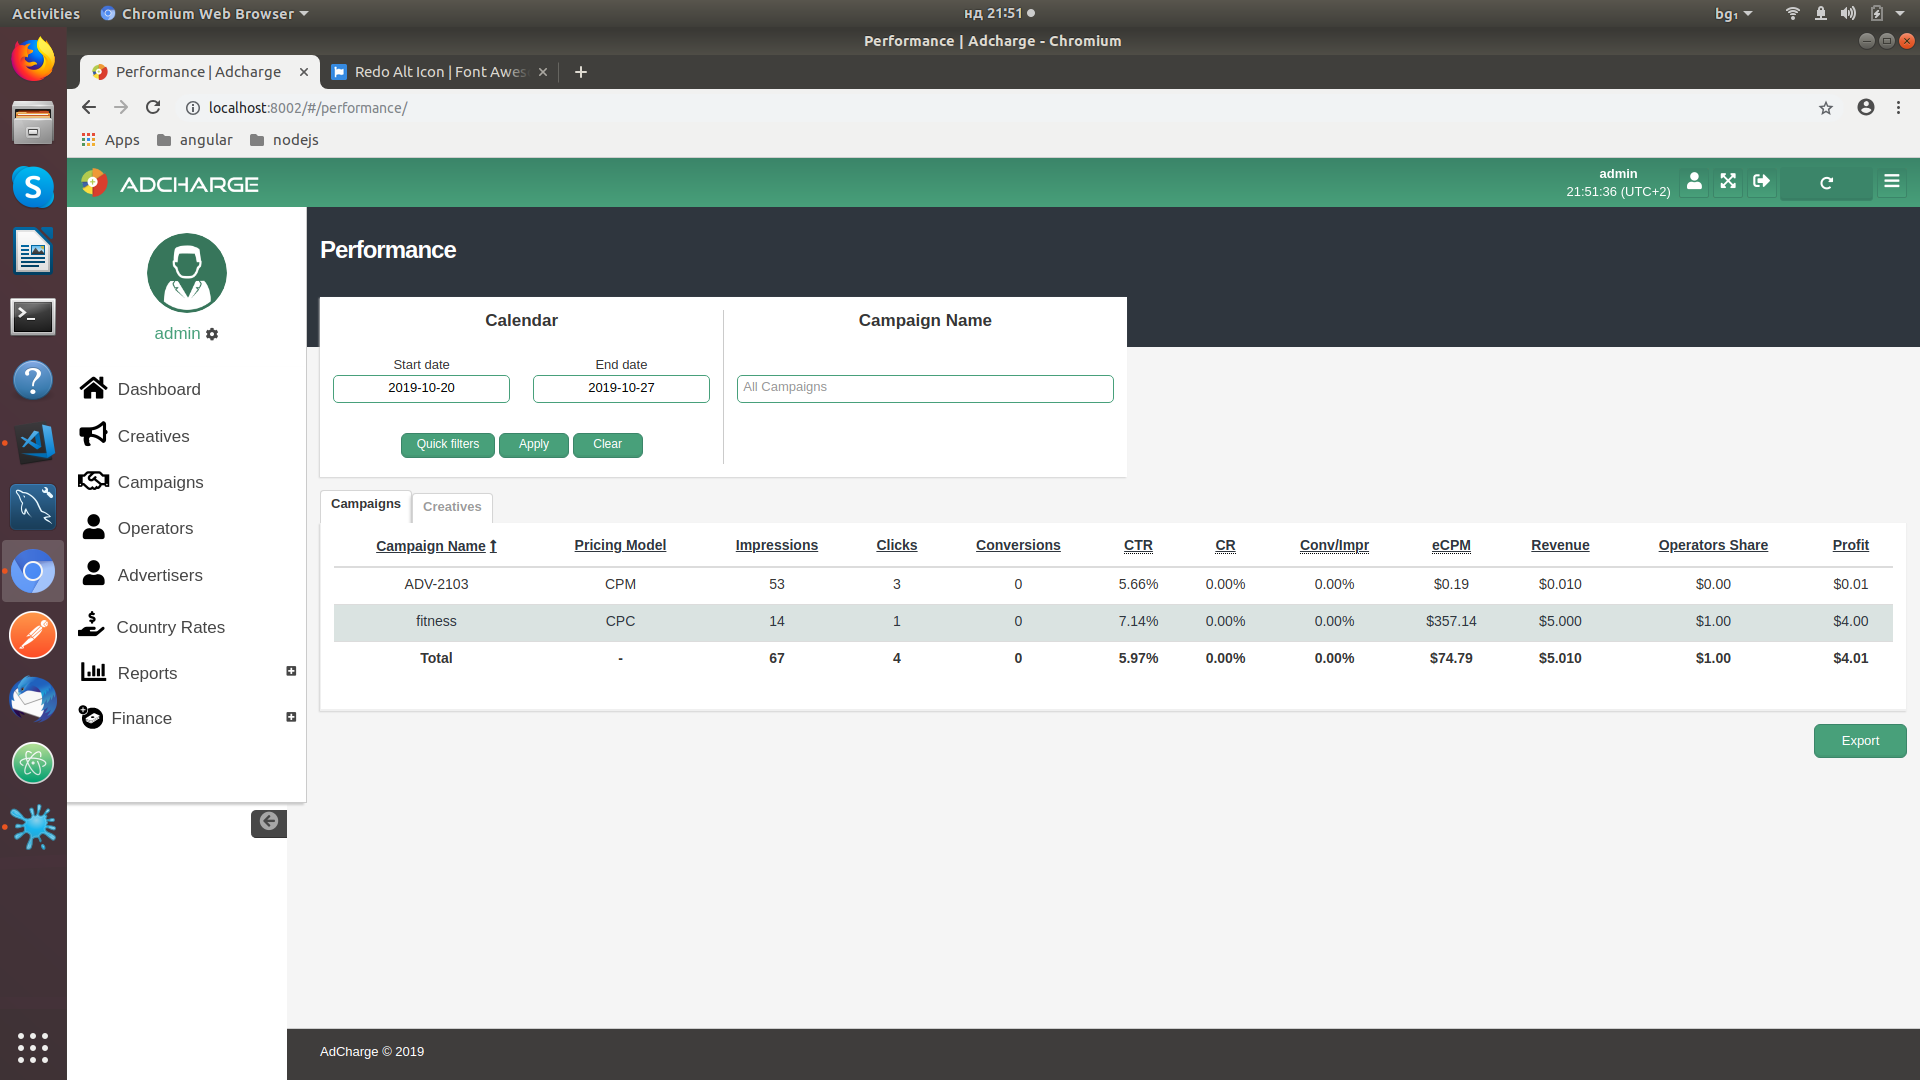 Activities Chromium Web Browser нд 21:51 bg₁
Performance | Adcharge - Chromium
Performance | Adcharge Redo Alt Icon | Font Awes
localhost:8002/#/performance/
Apps angular nodejs
ADCHARGE
admin
21:51:36 (UTC+2)
admin
Dashboard
Creatives
Campaigns
Operators
Advertisers
Country Rates
Reports
Finance
Performance
Calendar
Start date End date
2019-10-20 2019-10-27
Quick filters Apply Clear
Campaign Name
All Campaigns
Campaigns Creatives
Campaign Name Pricing Model Impressions Clicks Conversions CTR CR Conv/Impr eCPM Revenue Operators Share Profit
ADV-2103 CPM 53 3 0 5.66% 0.00% 0.00% $0.19 $0.010 $0.00 $0.01
fitness CPC 14 1 0 7.14% 0.00% 0.00% $357.14 $5.000 $1.00 $4.00
Total - 67 4 0 5.97% 0.00% 0.00% $74.79 $5.010 $1.00 $4.01
Export
AdCharge © 2019